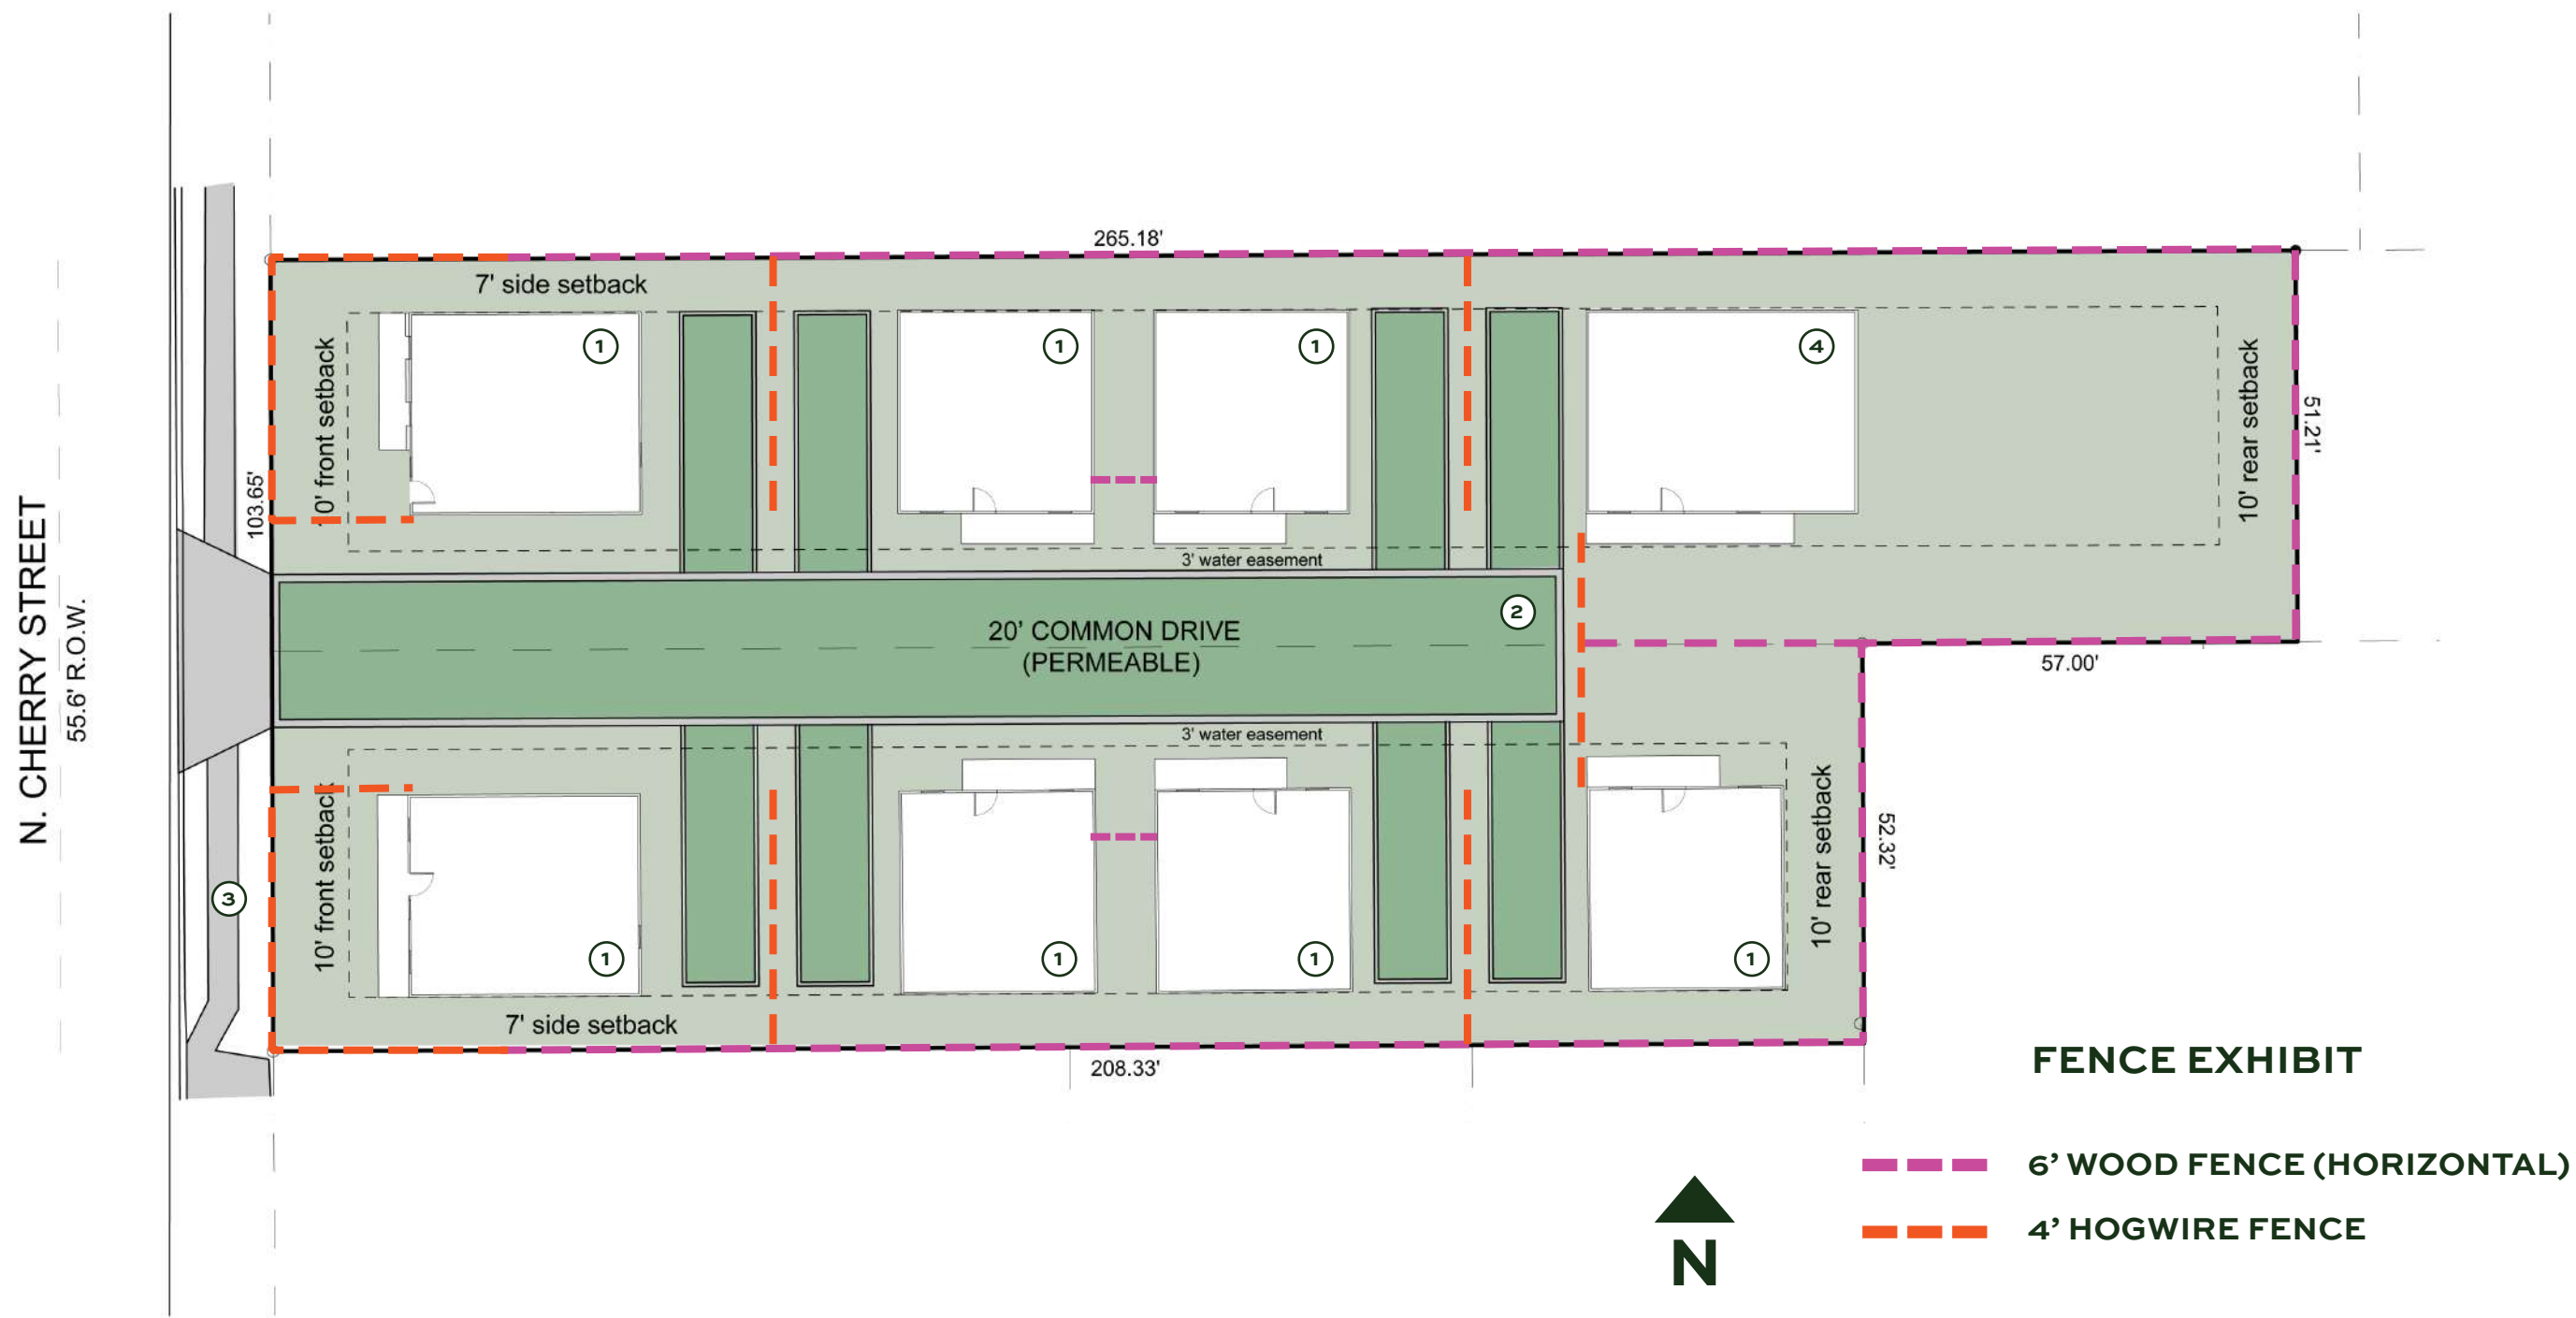 265.18'
7' side setback
1
1
1
4
10' front setback
10' rear setback
51.21'
103.65'
N. CHERRY STREET
55.6' R.O.W.
3' water easement
2
20' COMMON DRIVE
(PERMEABLE)
57.00'
3' water easement
10' front setback
10' rear setback
52.32'
3
1
1
1
1
7' side setback
208.33'
FENCE EXHIBIT
6’ WOOD FENCE (HORIZONTAL)
4’ HOGWIRE FENCE
N